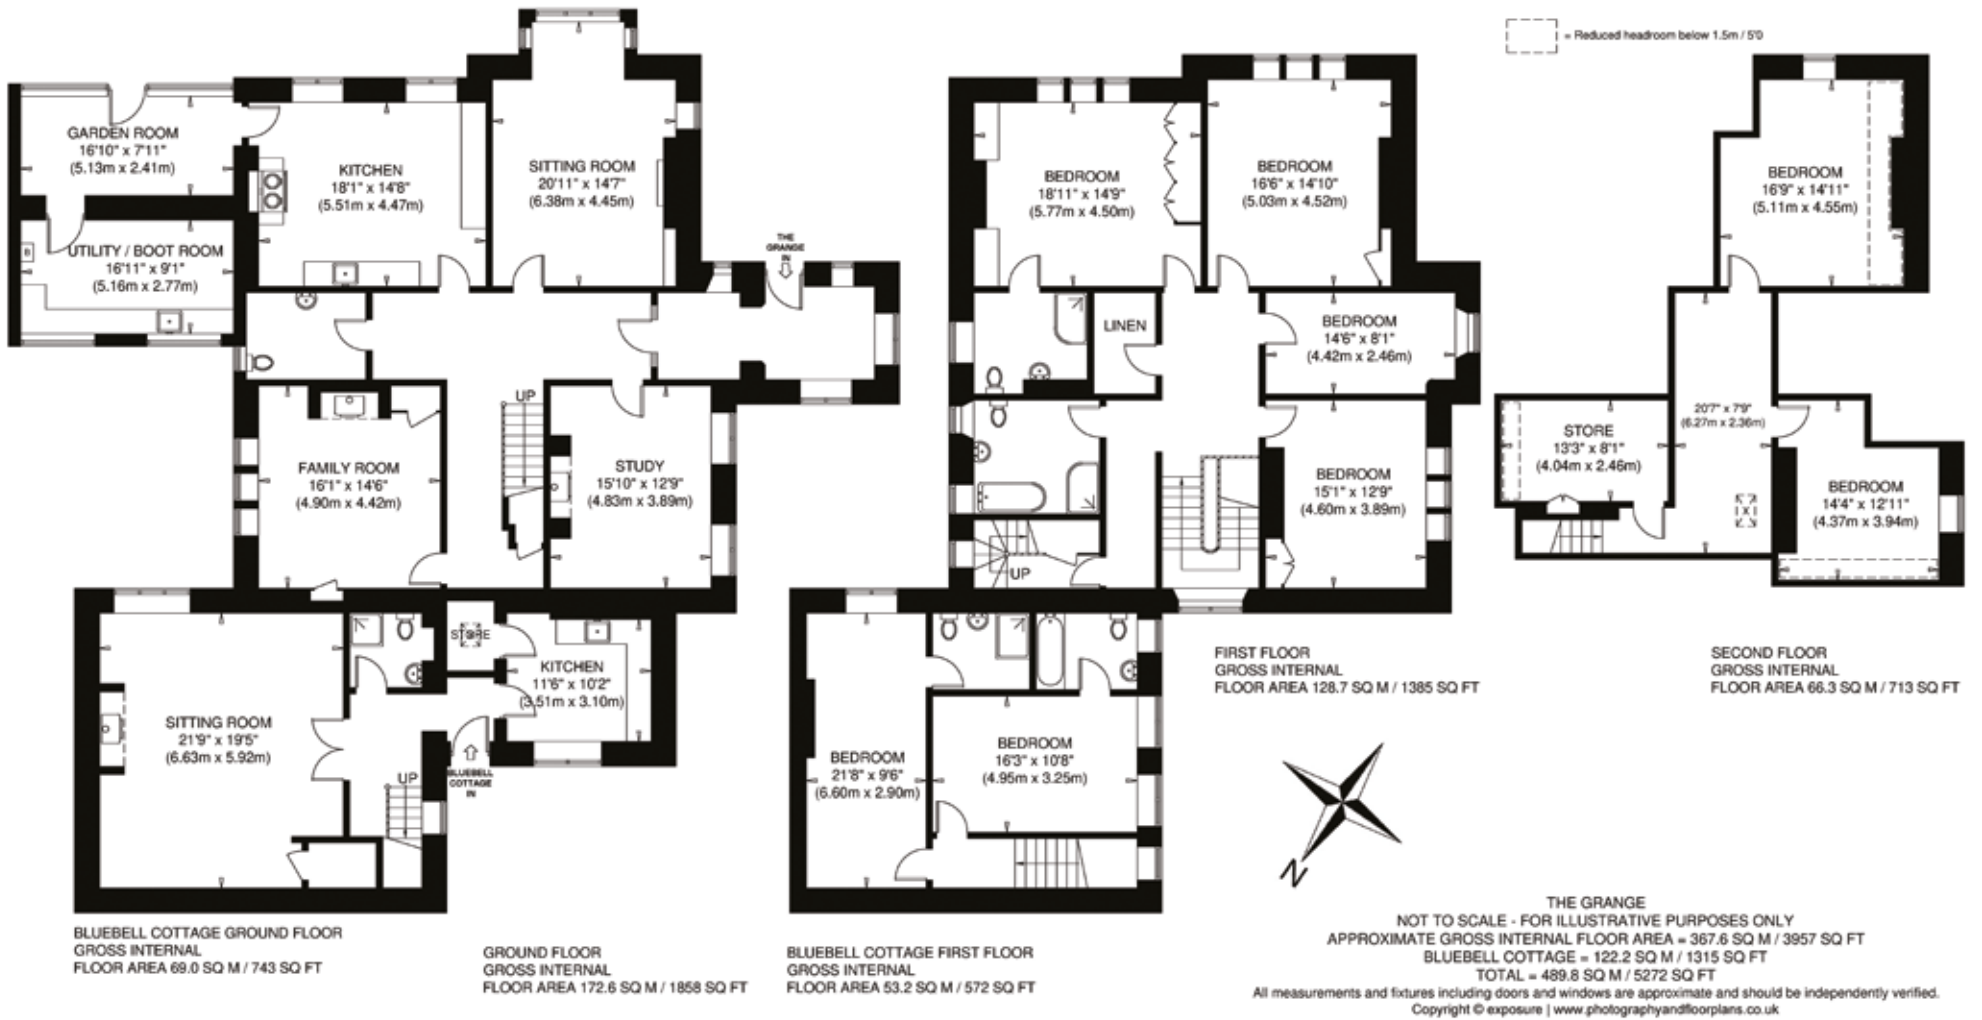 = Reduced headroom below 1.5m / 5'0
GARDEN ROOM
16'10" x 7'11"
(5.13m x 2.41m)
KITCHEN
18'1" x 14'8"
(5.51m x 4.47m)
SITTING ROOM
20'11" x 14'7"
(6.38m x 4.45m)
UTILITY / BOOT ROOM
16'11" x 9'1"
(5.16m x 2.77m)
B
THE
GRANGE
IN
UP
FAMILY ROOM
16'1" x 14'6"
(4.90m x 4.42m)
STUDY
15'10" x 12'9"
(4.83m x 3.89m)
STORE
KITCHEN
11'6" x 10'2"
(3.51m x 3.10m)
SITTING ROOM
21'9" x 19'5"
(6.63m x 5.92m)
UP
BLUEBELL
COTTAGE
IN
BLUEBELL COTTAGE GROUND FLOOR
GROSS INTERNAL
FLOOR AREA 69.0 SQ M / 743 SQ FT
GROUND FLOOR
GROSS INTERNAL
FLOOR AREA 172.6 SQ M / 1858 SQ FT
BEDROOM
18'11" x 14'9"
(5.77m x 4.50m)
BEDROOM
16'6" x 14'10"
(5.03m x 4.52m)
LINEN
BEDROOM
14'6" x 8'1"
(4.42m x 2.46m)
BEDROOM
15'1" x 12'9"
(4.60m x 3.89m)
UP
FIRST FLOOR
GROSS INTERNAL
FLOOR AREA 128.7 SQ M / 1385 SQ FT
BEDROOM
21'8" x 9'6"
(6.60m x 2.90m)
BEDROOM
16'3" x 10'8"
(4.95m x 3.25m)
BLUEBELL COTTAGE FIRST FLOOR
GROSS INTERNAL
FLOOR AREA 53.2 SQ M / 572 SQ FT
BEDROOM
16'9" x 14'11"
(5.11m x 4.55m)
20'7" x 7'9"
(6.27m x 2.36m)
STORE
13'3" x 8'1"
(4.04m x 2.46m)
BEDROOM
14'4" x 12'11"
(4.37m x 3.94m)
SECOND FLOOR
GROSS INTERNAL
FLOOR AREA 66.3 SQ M / 713 SQ FT
N
THE GRANGE
NOT TO SCALE - FOR ILLUSTRATIVE PURPOSES ONLY
APPROXIMATE GROSS INTERNAL FLOOR AREA = 367.6 SQ M / 3957 SQ FT
BLUEBELL COTTAGE = 122.2 SQ M / 1315 SQ FT
TOTAL = 489.8 SQ M / 5272 SQ FT
All measurements and fixtures including doors and windows are approximate and should be independently verified.
Copyright © exposure | www.photographyandfloorplans.co.uk